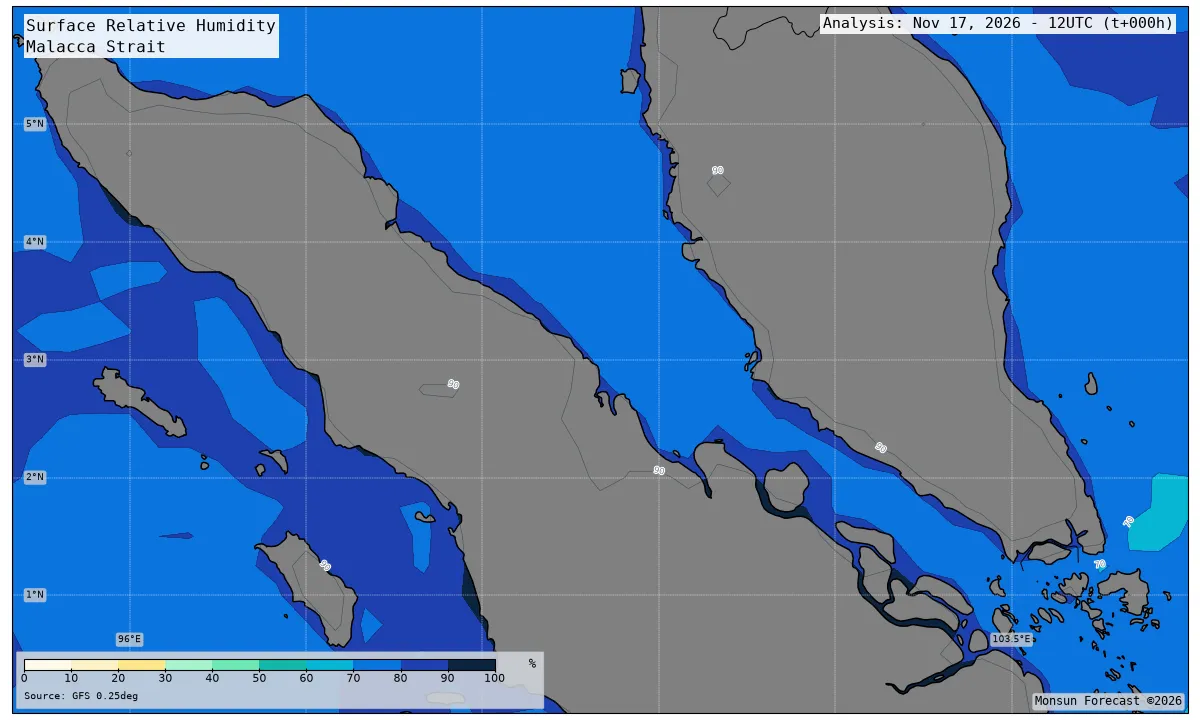 Surface Relative Humidity
Malacca Strait
Analysis: Nov 17, 2026 - 12UTC (t+000h)
5°N
90
4°N
3°N
90
90
2°N
90
70
90
70
1°N
96°E
103.5°E
%
0 10 20 30 40 50 60 70 80 90 100
Source: GFS 0.25deg
Monsun Forecast ©2026